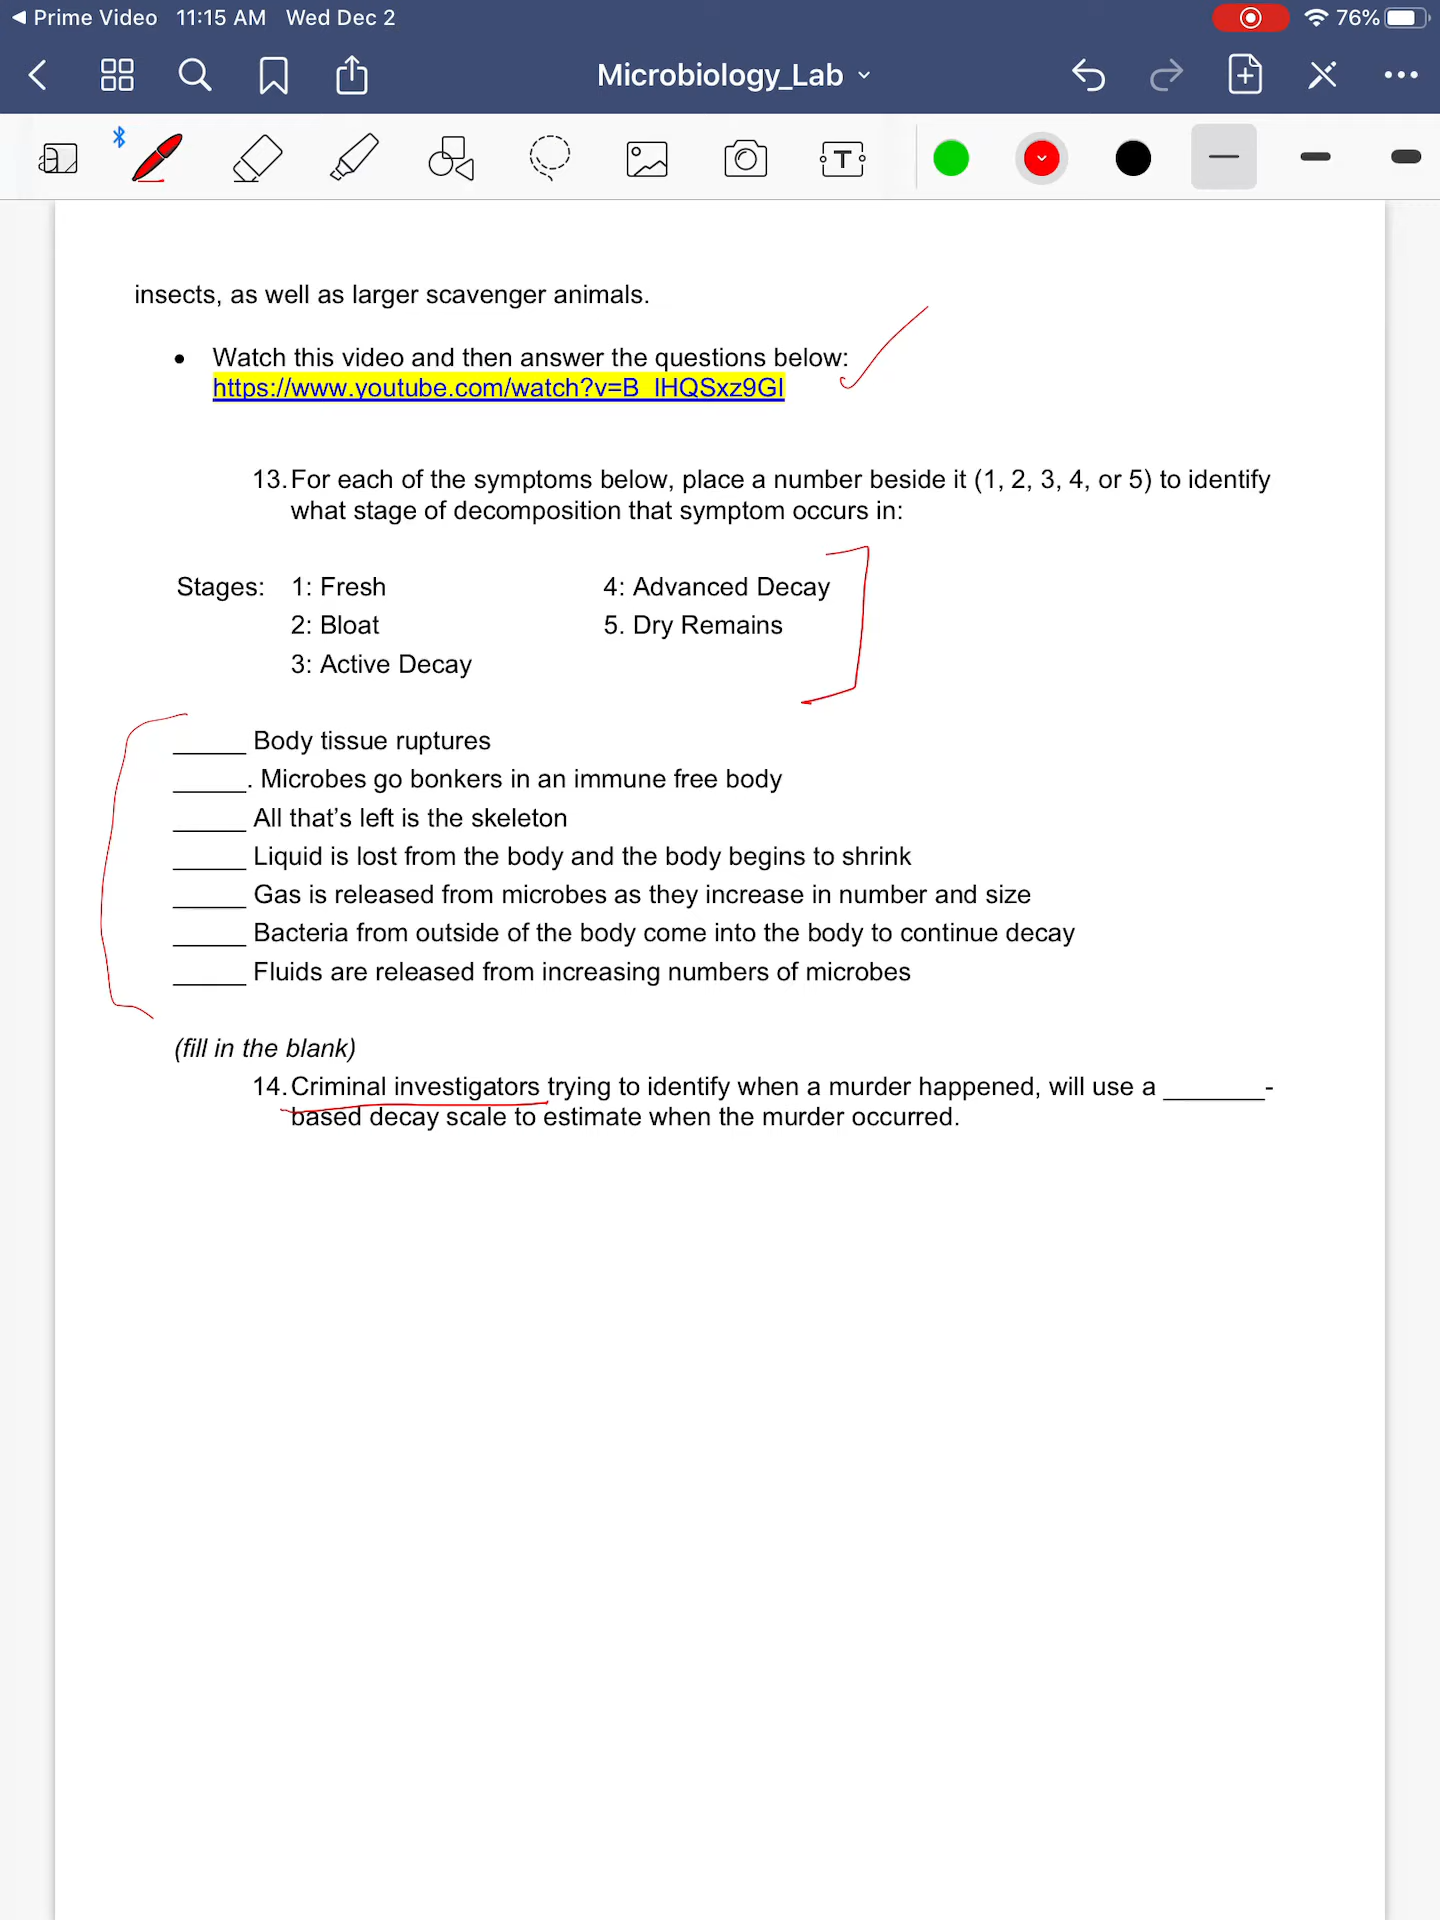 Prime Video 11:15 AM Wed Dec 2 76%
Microbiology_Lab
insects, as well as larger scavenger animals.
• Watch this video and then answer the questions below:
https://www.youtube.com/watch?v=B_IHQSxz9GI
13. For each of the symptoms below, place a number beside it (1, 2, 3, 4, or 5) to identify
what stage of decomposition that symptom occurs in:
Stages: 1: Fresh 4: Advanced Decay
2: Bloat 5. Dry Remains
3: Active Decay
_____ Body tissue ruptures
_____. Microbes go bonkers in an immune free body
_____ All that’s left is the skeleton
_____ Liquid is lost from the body and the body begins to shrink
_____ Gas is released from microbes as they increase in number and size
_____ Bacteria from outside of the body come into the body to continue decay
_____ Fluids are released from increasing numbers of microbes
(fill in the blank)
14. Criminal investigators trying to identify when a murder happened, will use a _______-
based decay scale to estimate when the murder occurred.